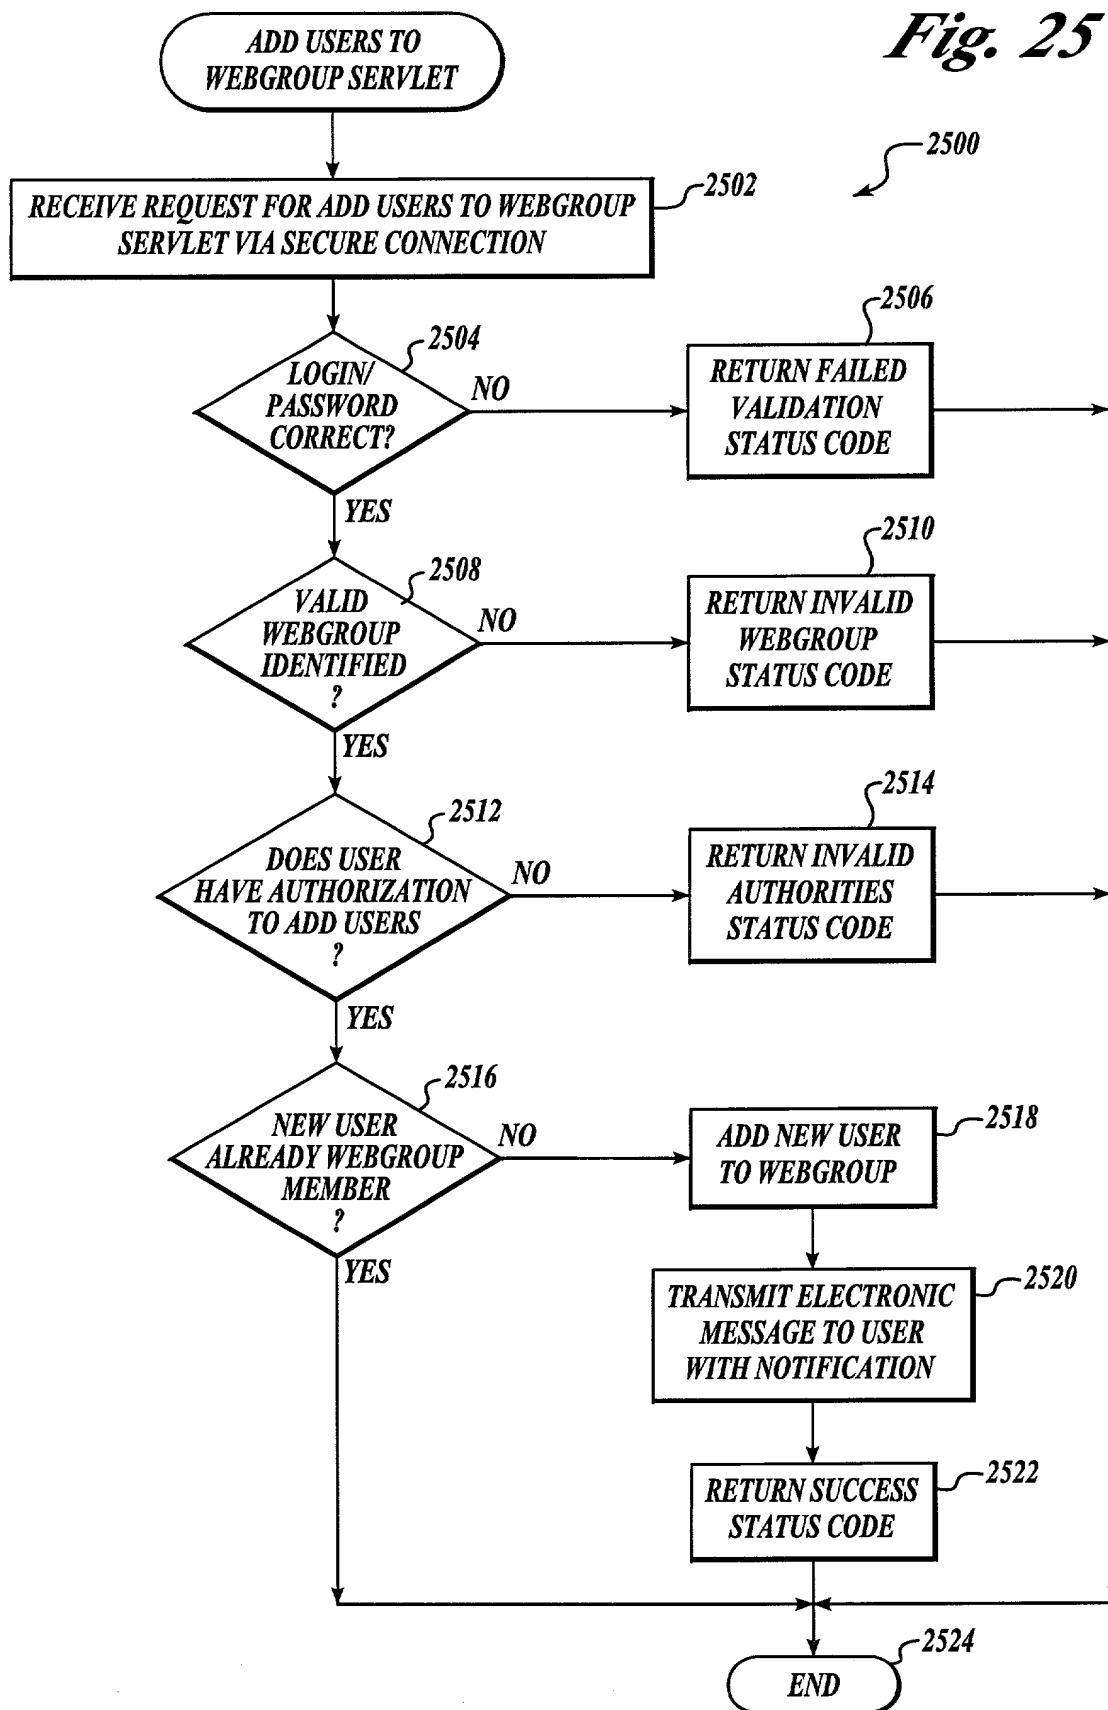 Fig. 25
ADD USERS TO
WEBGROUP SERVLET
2500
2502
RECEIVE REQUEST FOR ADD USERS TO WEBGROUP
SERVLET VIA SECURE CONNECTION
2504
LOGIN/
PASSWORD
CORRECT?
NO
2506
RETURN FAILED
VALIDATION
STATUS CODE
YES
2508
VALID
WEBGROUP
IDENTIFIED
?
NO
2510
RETURN INVALID
WEBGROUP
STATUS CODE
YES
2512
DOES USER
HAVE AUTHORIZATION
TO ADD USERS
?
NO
2514
RETURN INVALID
AUTHORITIES
STATUS CODE
YES
2516
NEW USER
ALREADY WEBGROUP
MEMBER
?
NO
2518
ADD NEW USER
TO WEBGROUP
YES
2520
TRANSMIT ELECTRONIC
MESSAGE TO USER
WITH NOTIFICATION
2522
RETURN SUCCESS
STATUS CODE
2524
END